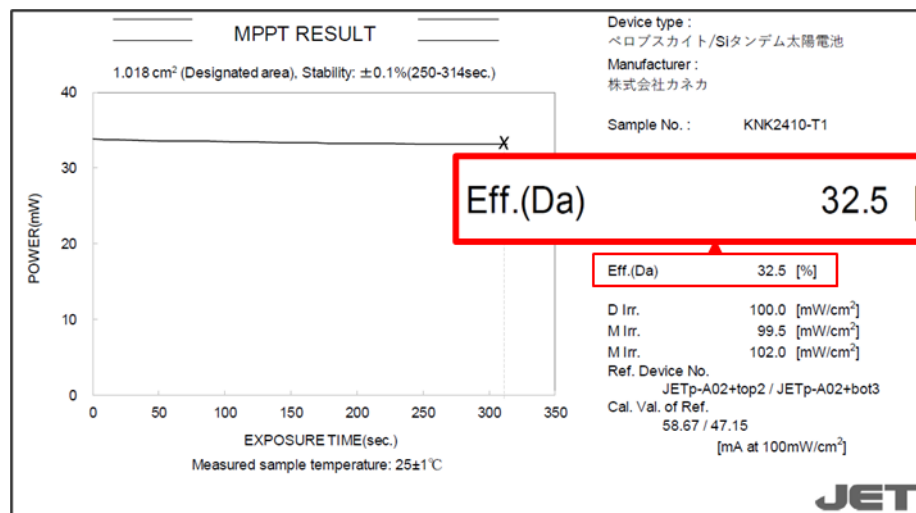 MPPT RESULT
1.018 cm² (Designated area), Stability: ±0.1%(250-314sec.)
40
30
20
10
0
POWER(mW)
X
0 50 100 150 200 250 300 350
EXPOSURE TIME(sec.)
Measured sample temperature: 25±1℃
Device type :
ペロブスカイト/Siタンデム太陽電池
Manufacturer :
株式会社カネカ
Sample No. : KNK2410-T1
Eff.(Da) 32.5 [
Eff.(Da) 32.5 [%]
D Irr. 100.0 [mW/cm²]
M Irr. 99.5 [mW/cm²]
M Irr. 102.0 [mW/cm²]
Ref. Device No.
JETp-A02+top2 / JETp-A02+bot3
Cal. Val. of Ref.
58.67 / 47.15
[mA at 100mW/cm²]
JET